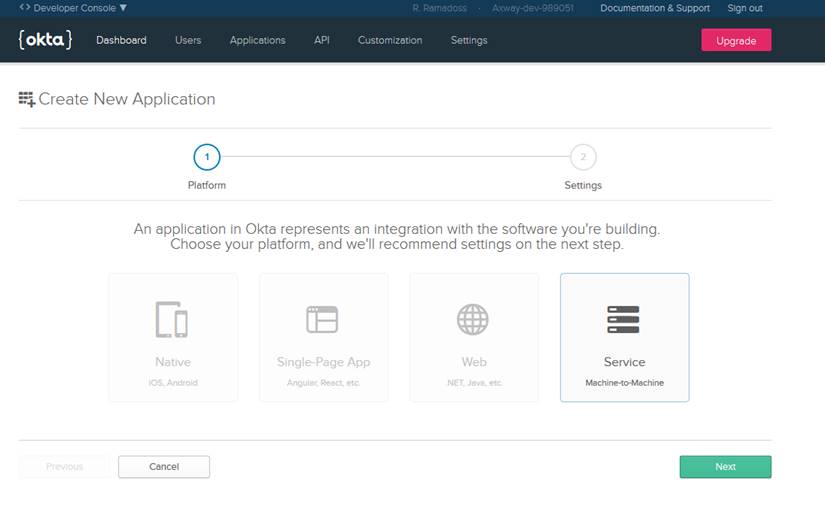 <> Developer Console ▼
R. Ramadoss · Axway-dev-989051 Documentation & Support Sign out
{okta} Dashboard Users Applications API Customization Settings Upgrade
Create New Application
1 2
Platform Settings
An application in Okta represents an integration with the software you're building.
Choose your platform, and we'll recommend settings on the next step.
Native
iOS, Android
Single-Page App
Angular, React, etc.
Web
.NET, Java, etc.
Service
Machine-to-Machine
Previous Cancel Next